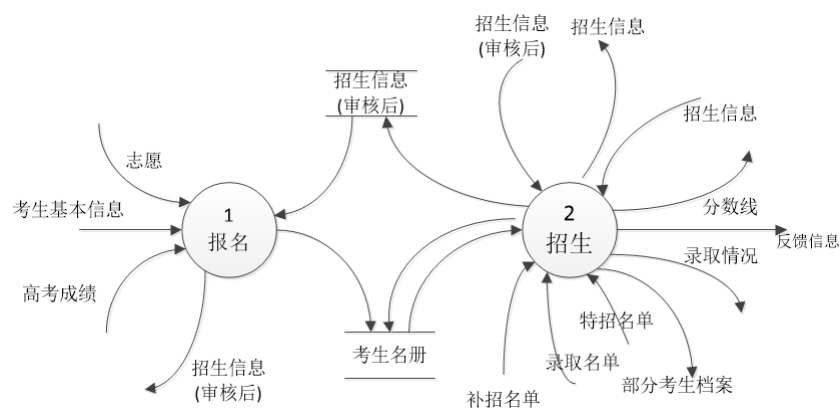 招生信息
(审核后)
招生信息
招生信息
(审核后)
招生信息
志愿
考生基本信息
1
报名
2
招生
分数线
反馈信息
录取情况
高考成绩
特招名单
考生名册
录取名单
招生信息
(审核后)
部分考生档案
补招名单